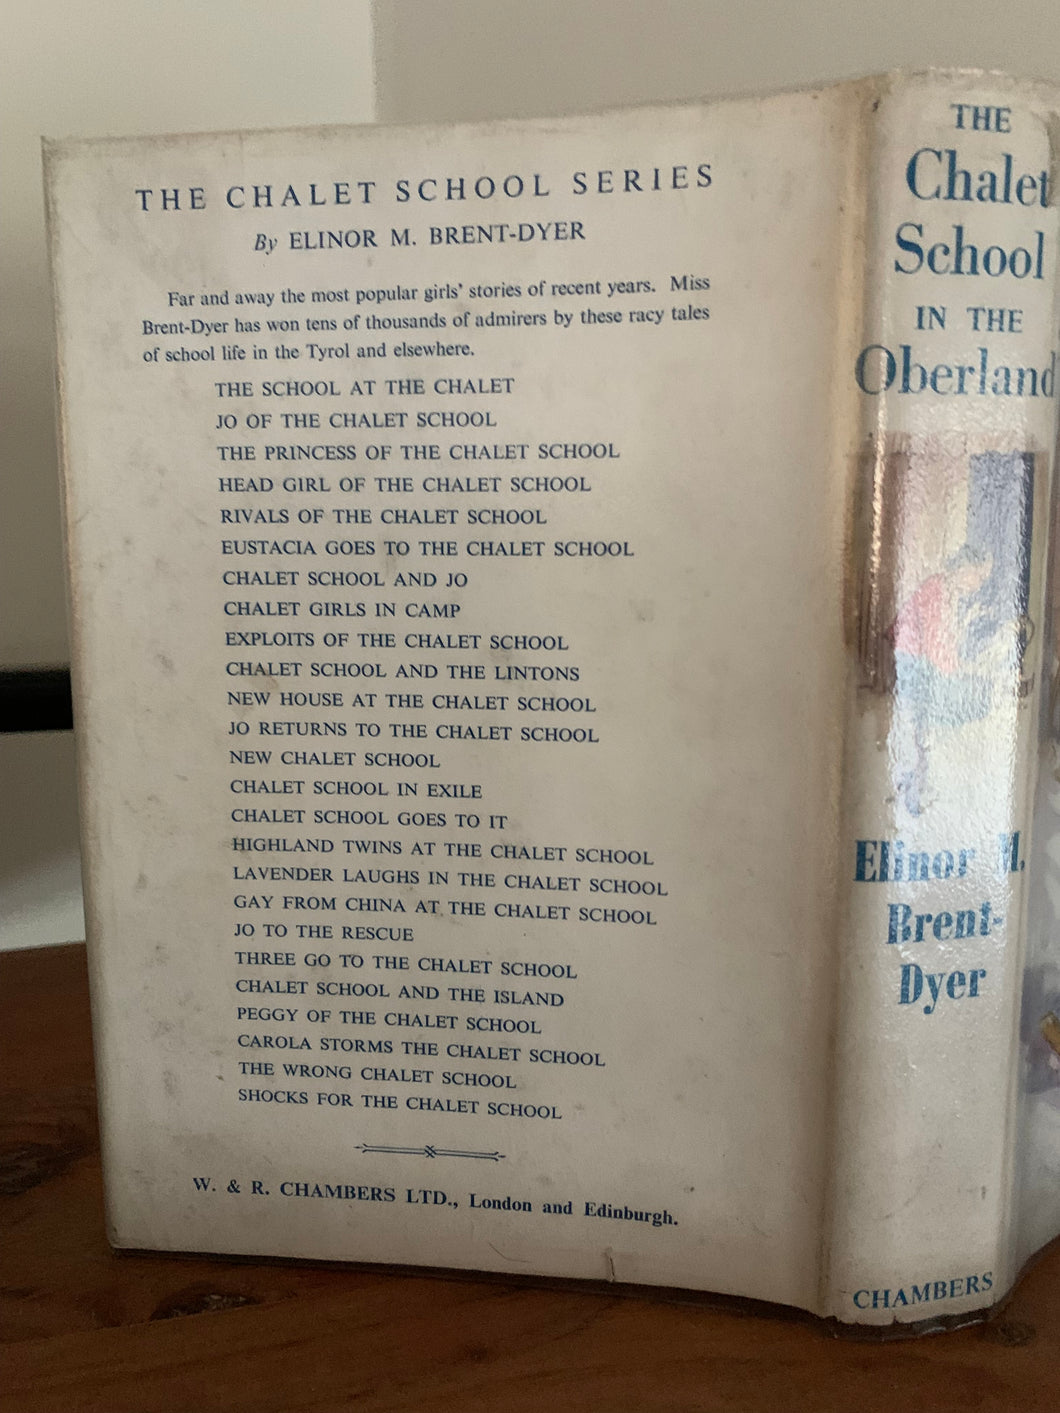 THE CHALET SCHOOL SERIES
By ELINOR M. BRENT-DYER
Far and away the most popular girls' stories of recent years. Miss
Brent-Dyer has won tens of thousands of admirers by these racy tales
of school life in the Tyrol and elsewhere.
THE SCHOOL AT THE CHALET
JO OF THE CHALET SCHOOL
THE PRINCESS OF THE CHALET SCHOOL
HEAD GIRL OF THE CHALET SCHOOL
RIVALS OF THE CHALET SCHOOL
EUSTACIA GOES TO THE CHALET SCHOOL
CHALET SCHOOL AND JO
CHALET GIRLS IN CAMP
EXPLOITS OF THE CHALET SCHOOL
CHALET SCHOOL AND THE LINTONS
NEW HOUSE AT THE CHALET SCHOOL
JO RETURNS TO THE CHALET SCHOOL
NEW CHALET SCHOOL
CHALET SCHOOL IN EXILE
CHALET SCHOOL GOES TO IT
HIGHLAND TWINS AT THE CHALET SCHOOL
LAVENDER LAUGHS IN THE CHALET SCHOOL
GAY FROM CHINA AT THE CHALET SCHOOL
JO TO THE RESCUE
THREE GO TO THE CHALET SCHOOL
CHALET SCHOOL AND THE ISLAND
PEGGY OF THE CHALET SCHOOL
CAROLA STORMS THE CHALET SCHOOL
THE WRONG CHALET SCHOOL
SHOCKS FOR THE CHALET SCHOOL
W. & R. CHAMBERS LTD., London and Edinburgh.
THE
Chalet
School
IN THE
Oberland
Elinor M.
Brent-
Dyer
CHAMBERS